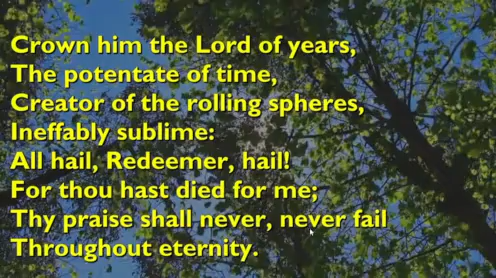 Crown him the Lord of years,
The potentate of time,
Creator of the rolling spheres,
Ineffably sublime:
All hail, Redeemer, hail!
For thou hast died for me;
Thy praise shall never, never fail
Throughout eternity.